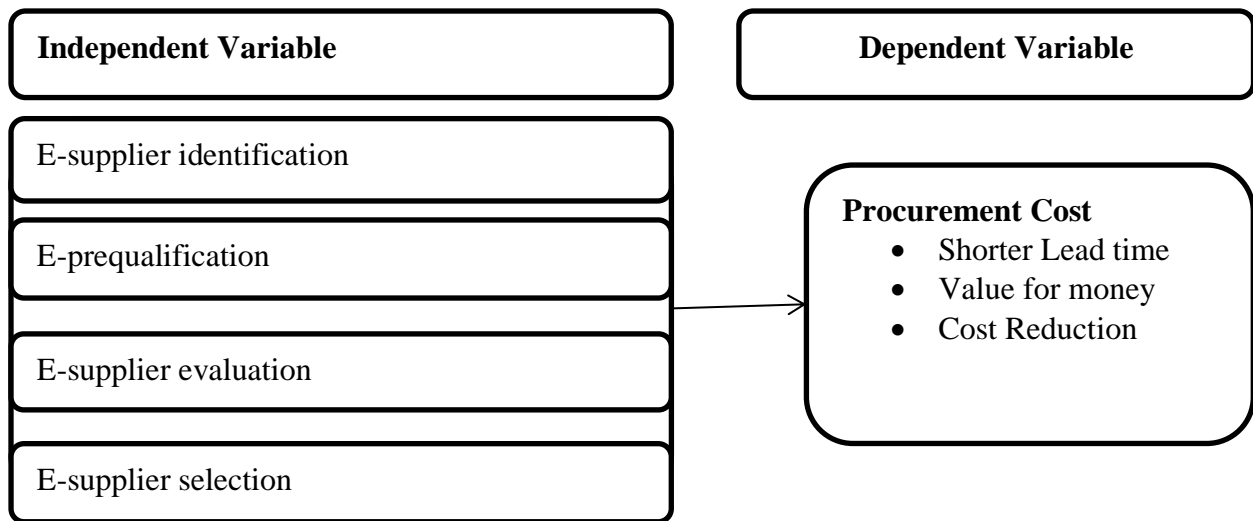 Independent Variable
Dependent Variable
E-supplier identification
E-prequalification
E-supplier evaluation
E-supplier selection
Procurement Cost
• Shorter Lead time
• Value for money
• Cost Reduction